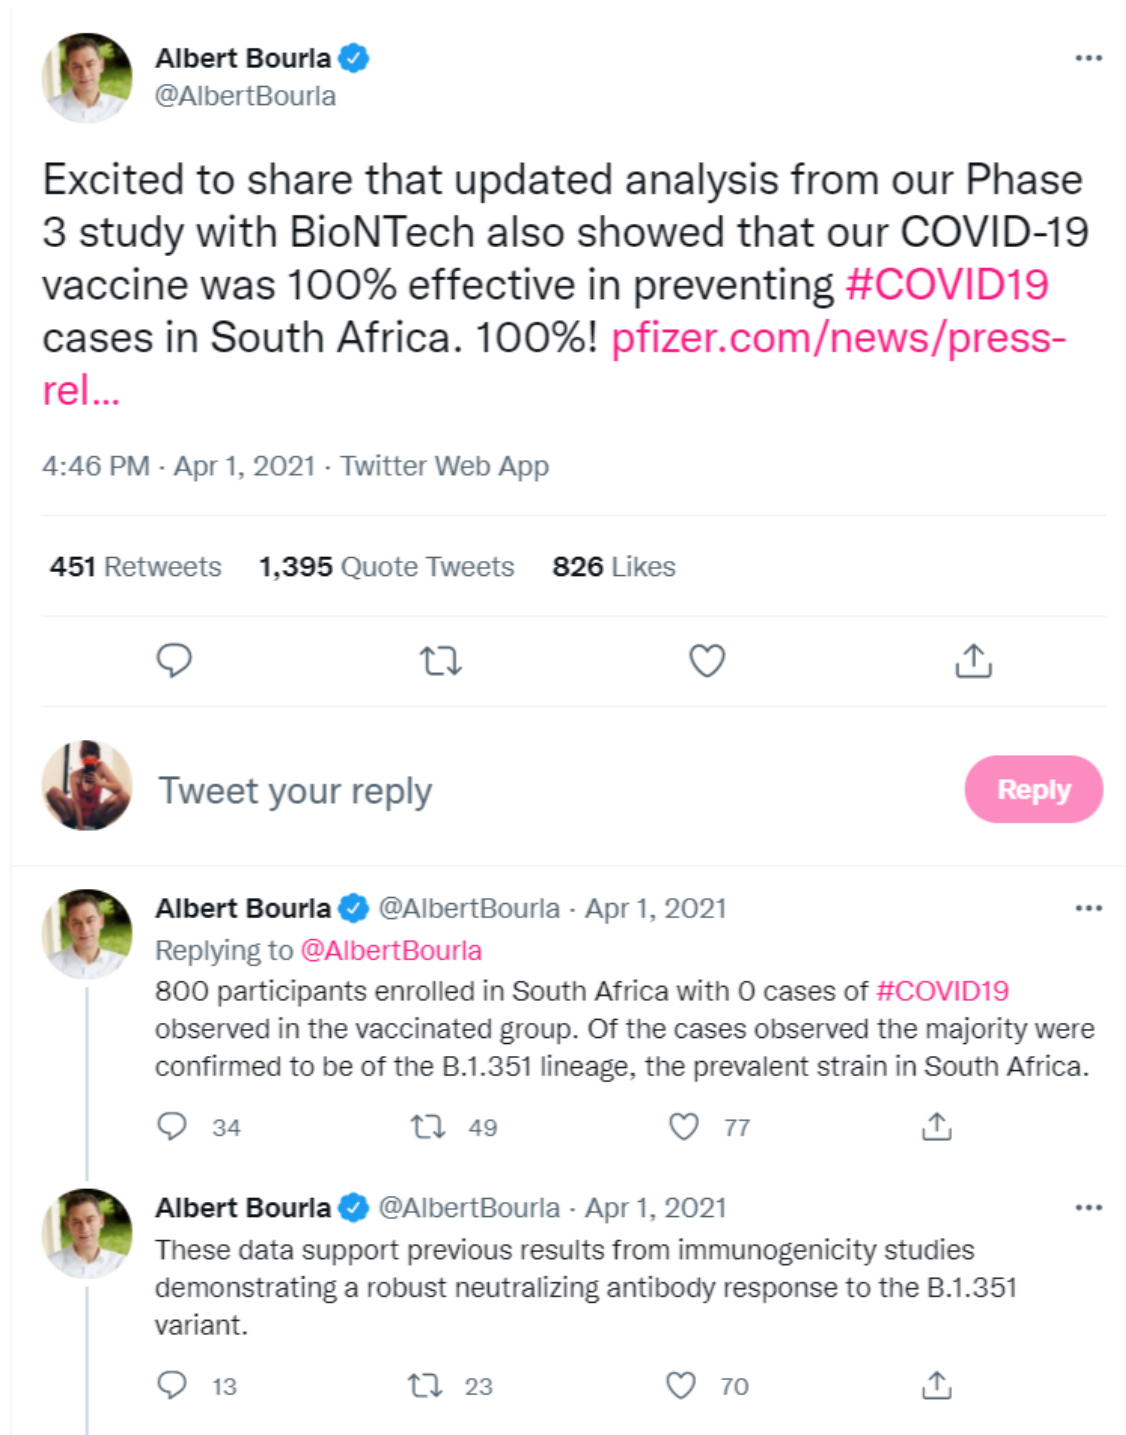 Albert Bourla
@AlbertBourla
Excited to share that updated analysis from our Phase
3 study with BioNTech also showed that our COVID-19
vaccine was 100% effective in preventing #COVID19
cases in South Africa. 100%! pfizer.com/news/press-
rel...
4:46 PM · Apr 1, 2021 · Twitter Web App
451 Retweets 1,395 Quote Tweets 826 Likes
Tweet your reply
Reply
Albert Bourla @AlbertBourla · Apr 1, 2021
Replying to @AlbertBourla
800 participants enrolled in South Africa with 0 cases of #COVID19
observed in the vaccinated group. Of the cases observed the majority were
confirmed to be of the B.1.351 lineage, the prevalent strain in South Africa.
34 49 77
Albert Bourla @AlbertBourla · Apr 1, 2021
These data support previous results from immunogenicity studies
demonstrating a robust neutralizing antibody response to the B.1.351
variant.
13 23 70